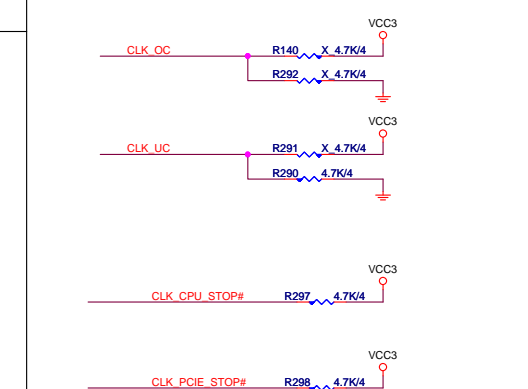 VCC3
CLK_OC R140 X_4.7K/4
R292 X_4.7K/4
VCC3
CLK_UC R291 X_4.7K/4
R290 4.7K/4
VCC3
CLK_CPU_STOP# R297 4.7K/4
VCC3
CLK_PCIE_STOP# R298 4.7K/4